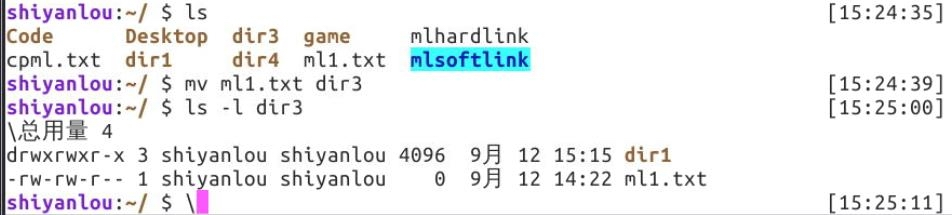 shiyanlou:~/ $ ls [15:24:35]
Code Desktop dir3 game mlhardlink
cpml.txt dir1 dir4 ml1.txt mlsoftlink
shiyanlou:~/ $ mv ml1.txt dir3 [15:24:39]
shiyanlou:~/ $ ls -l dir3 [15:25:00]
\总用量 4
drwxrwxr-x 3 shiyanlou shiyanlou 4096 9月 12 15:15 dir1
-rw-rw-r-- 1 shiyanlou shiyanlou 0 9月 12 14:22 ml1.txt
shiyanlou:~/ $ \ [15:25:11]